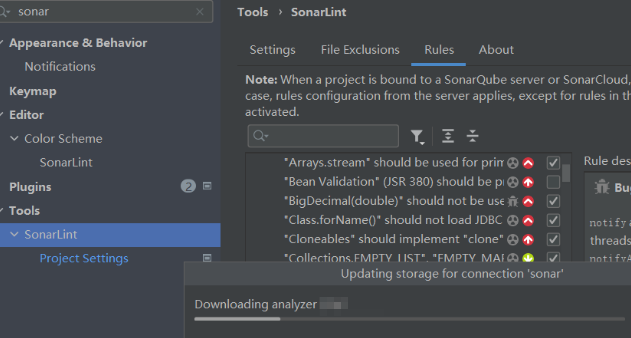 sonar
Appearance & Behavior
Notifications
Keymap
Editor
Color Scheme
SonarLint
Plugins 2
Tools
SonarLint
Project Settings
Tools › SonarLint
Settings File Exclusions Rules About
Note: When a project is bound to a SonarQube server or SonarCloud,
case, rules configuration from the server applies, except for rules in th
activated.
"Arrays.stream" should be used for prim
"Bean Validation" (JSR 380) should be pr
"BigDecimal(double)" should not be use
"Class.forName()" should not load JDBC
"Cloneables" should implement "clone"
"Collections.EMPTY_LIST", "EMPTY_MAP
Rule des
Bug
notify a
threads
notifyA
Updating storage for connection 'sonar'
Downloading analyzer